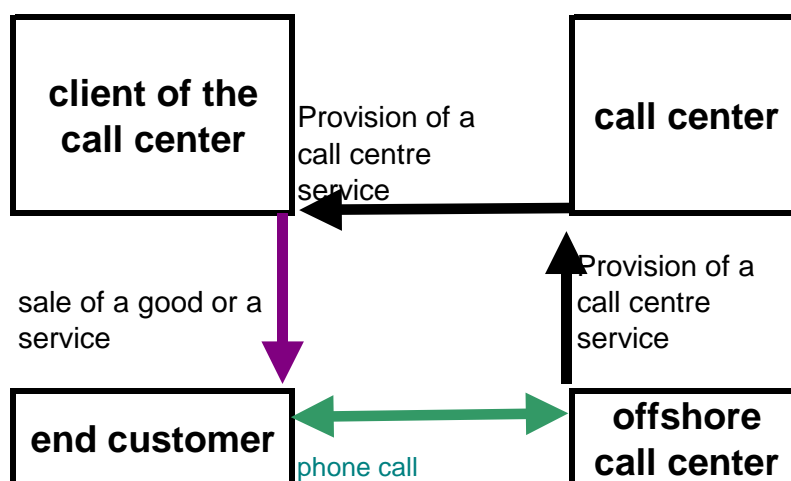 client of the
call center
Provision of a
call centre
service
call center
sale of a good or a
service
Provision of a
call centre
service
end customer
phone call
offshore
call center